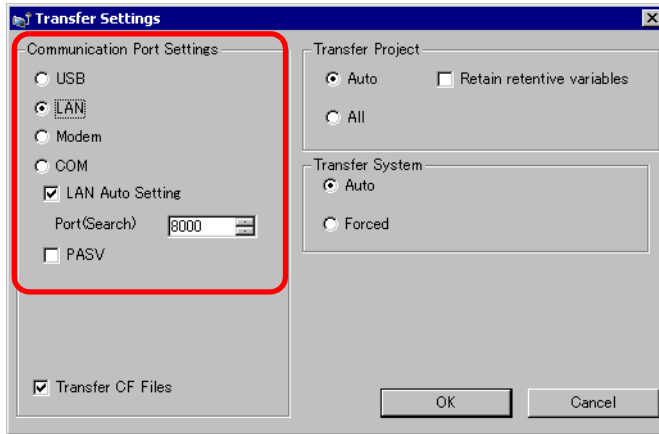 Transfer Settings
Communication Port Settings
USB
LAN
Modem
COM
LAN Auto Setting
Port(Search) 8000
PASV
Transfer CF Files
Transfer Project
Auto Retain retentive variables
All
Transfer System
Auto
Forced
OK Cancel